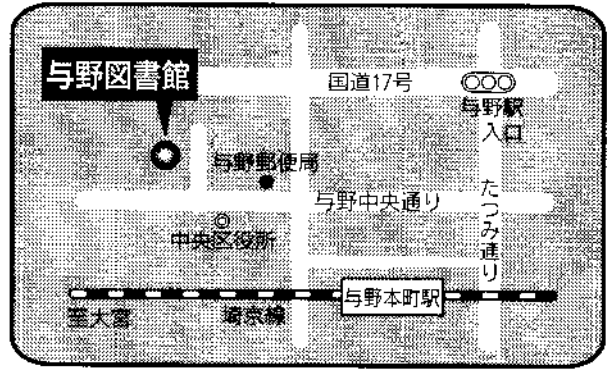 与野図書館
国道17号
与野駅
入口
与野郵便局
与野中央通り
たつみ通り
中央区役所
与野本町駅
至大宮
埼京線